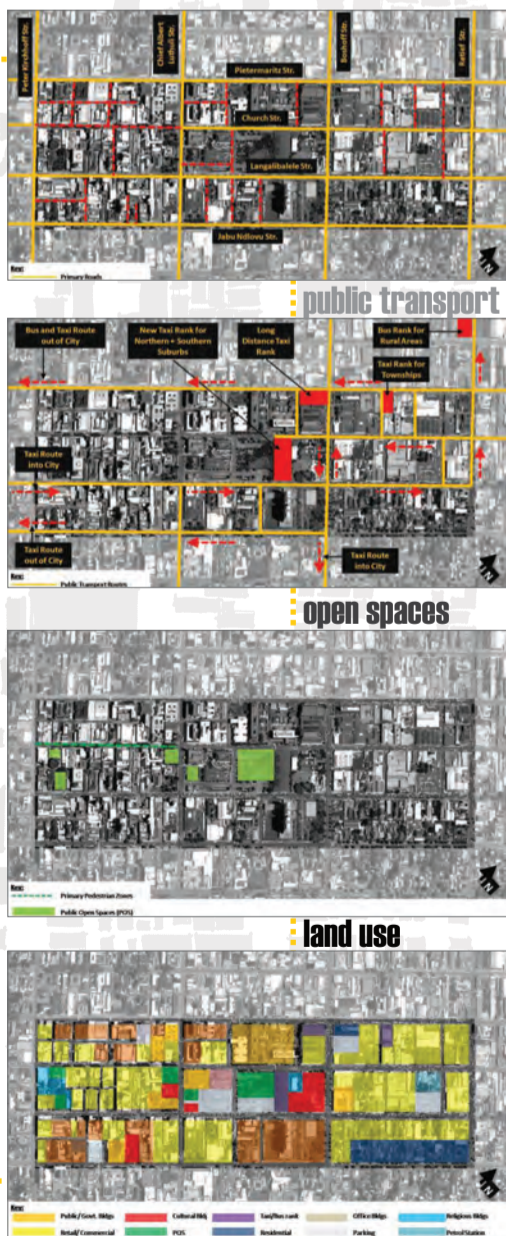 Peter Kirchhoff Str.
Chief Albert
Luthuli Str.
Boshoff Str.
Retief Str.
Pietermaritz Str.
Church Str.
Langalibalele Str.
Jabu Ndlovu Str.
N
Key:
Primary Roads
public transport
Bus and Taxi Route
out of City
New Taxi Rank for
Northern + Southern
Suburbs
Long
Distance Taxi
Rank
Bus Rank for
Rural Areas
Taxi Rank for
Townships
Taxi Route
into City
Taxi Route
out of City
Taxi Route
into City
N
Key:
Public Transport Routes
open spaces
N
Key:
Primary Pedestrian Zones
Public Open Spaces (POS)
land use
N
Key:
Public/ Govt. Bldgs
Cultural Bldg
Taxi/Bus rank
Office Bldgs
Religious Bldgs
Retail/ Commercial
POS
Residential
Parking
Petrol Station